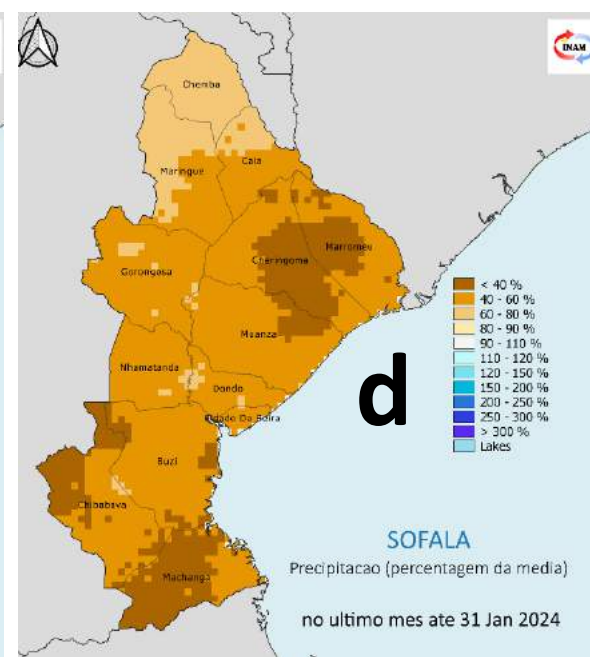 INAM
Chemba
Caia
Maringue
Marromeu
Cheringoma
Gorongosa
Muanza
Nhamatanda
Dondo
Cidade Da Beira
Buzi
Chibabava
Machanga
< 40 %
40 - 60 %
60 - 80 %
80 - 90 %
90 - 110 %
110 - 120 %
120 - 150 %
150 - 200 %
200 - 250 %
250 - 300 %
> 300 %
Lakes
d
SOFALA
Precipitacao (percentagem da media)
no ultimo mes ate 31 Jan 2024